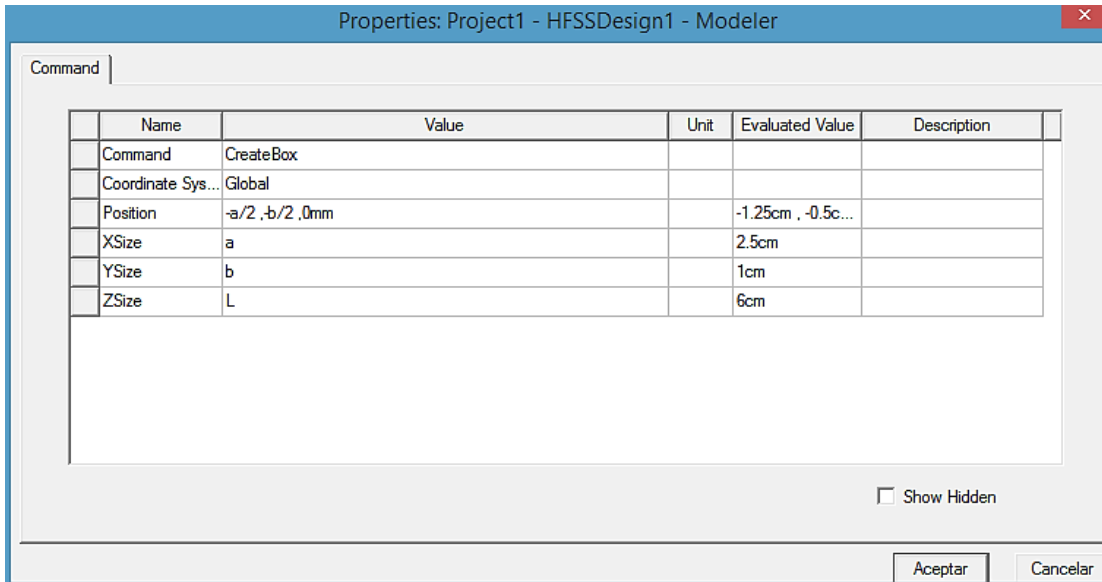 Properties: Project1 - HFSSDesign1 - Modeler
Command
Name Value Unit Evaluated Value Description
Command CreateBox
Coordinate Sys... Global
Position -a/2 ,-b/2 ,0mm -1.25cm , -0.5c...
XSize a 2.5cm
YSize b 1cm
ZSize L 6cm
Show Hidden
Aceptar Cancelar